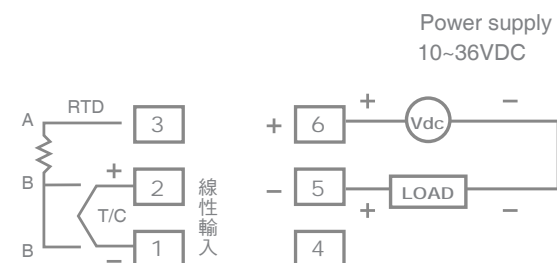 Power supply
10~36VDC
A RTD 3
+ 6 + Vdc −
B + 2
− 5 + LOAD −
T/C
B − 1
4
線性輸入